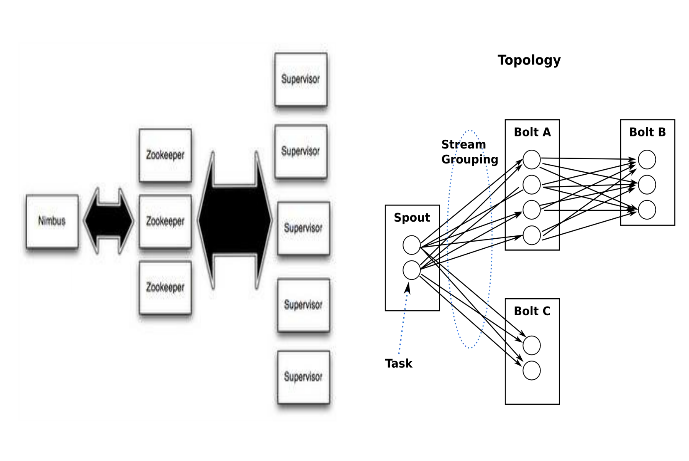 Nimbus
Zookeeper
Zookeeper
Zookeeper
Supervisor
Supervisor
Supervisor
Supervisor
Supervisor
Topology
Stream
Grouping
Spout
Bolt A
Bolt B
Bolt C
Task